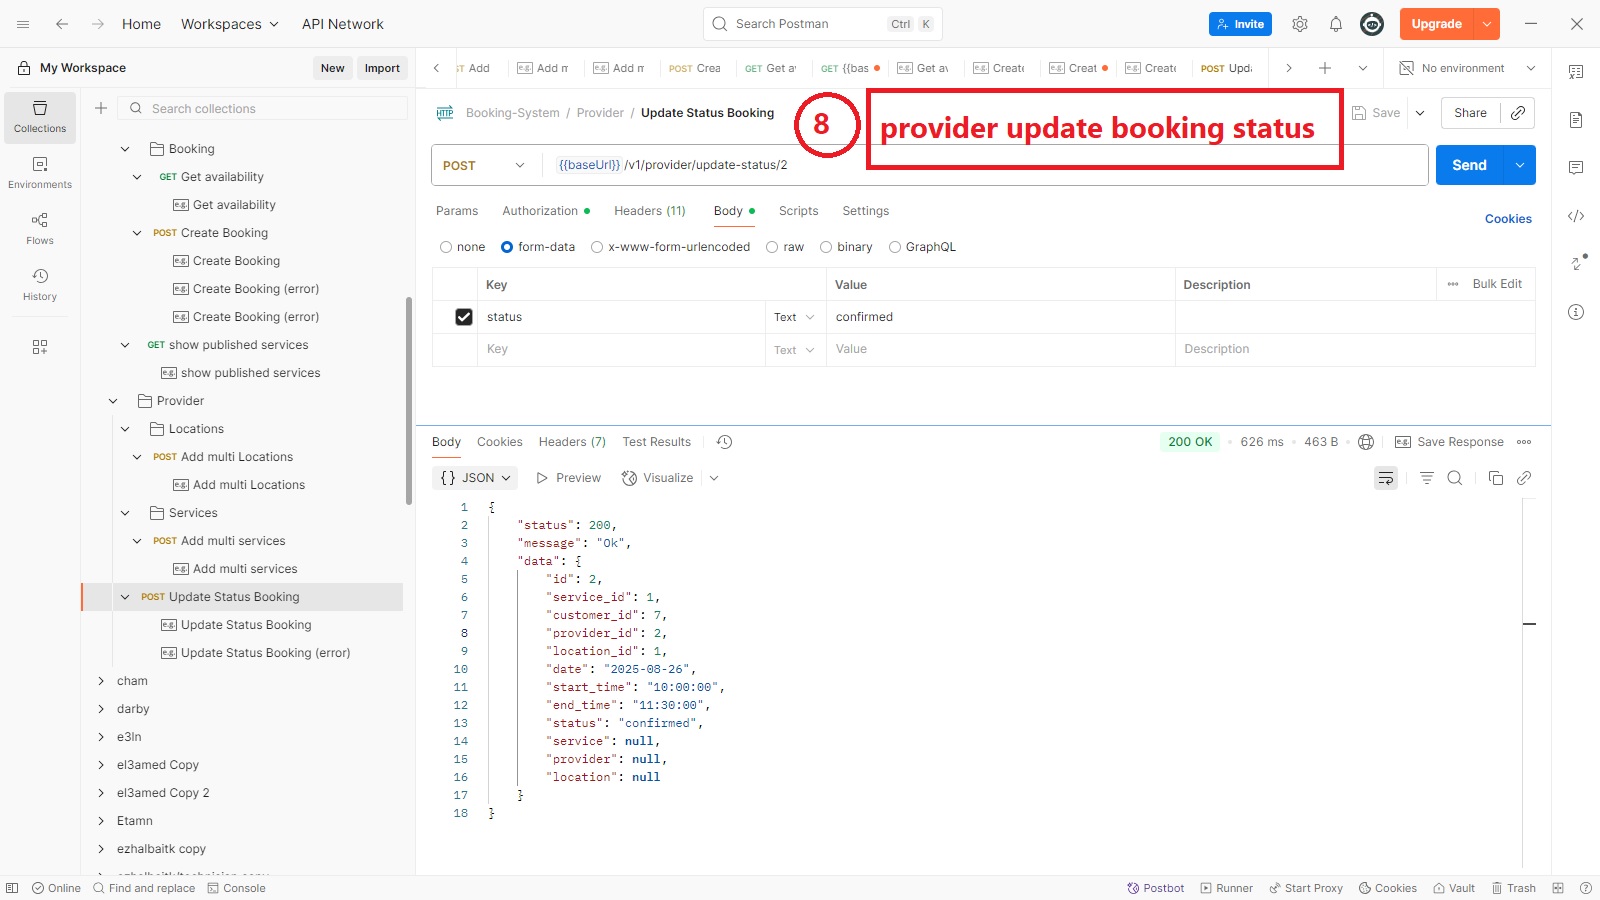 Home Workspaces API Network
Search Postman Ctrl K
Invite Upgrade
My Workspace New Import
ST Add
e.g. Add m
e.g. Add m
POST Crea
GET Get av
GET {{bas
e.g. Get av
e.g. Create
e.g. Creat
e.g. Create
POST Upda
No environment
Search collections
Collections
Environments
Flows
History
Booking
GET Get availability
e.g. Get availability
POST Create Booking
e.g. Create Booking
e.g. Create Booking (error)
e.g. Create Booking (error)
GET show published services
e.g. show published services
Provider
Locations
POST Add multi Locations
e.g. Add multi Locations
Services
POST Add multi services
e.g. Add multi services
POST Update Status Booking
e.g. Update Status Booking
e.g. Update Status Booking (error)
cham
darby
e3ln
el3amed Copy
el3amed Copy 2
Etamn
ezhalbaitk copy
HTTP Booking-System / Provider / Update Status Booking
8
provider update booking status
Save Share
POST {{baseUrl}} /v1/provider/update-status/2 Send
Params Authorization Headers (11) Body Scripts Settings Cookies
none form-data x-www-form-urlencoded raw binary GraphQL
Key Value Description Bulk Edit
status Text confirmed
Key Text Value Description
Body Cookies Headers (7) Test Results 200 OK 626 ms 463 B e.g. Save Response
{} JSON Preview Visualize
1 {
2 "status": 200,
3 "message": "Ok",
4 "data": {
5 "id": 2,
6 "service_id": 1,
7 "customer_id": 7,
8 "provider_id": 2,
9 "location_id": 1,
10 "date": "2025-08-26",
11 "start_time": "10:00:00",
12 "end_time": "11:30:00",
13 "status": "confirmed",
14 "service": null,
15 "provider": null,
16 "location": null
17 }
18 }
Online Find and replace Console Postbot Runner Start Proxy Cookies Vault Trash